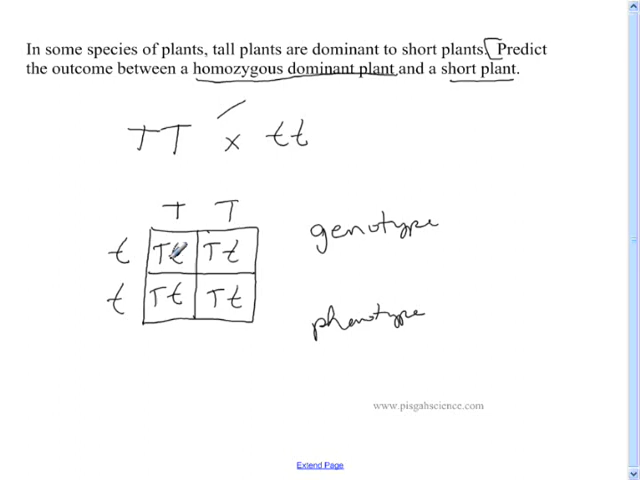 In some species of plants, tall plants are dominant to short plants. Predict
the outcome between a homozygous dominant plant and a short plant.
TT x tt
T T
t Tt Tt
genotype
t Tt Tt
phenotype
www.pisgahscience.com
Extend Page